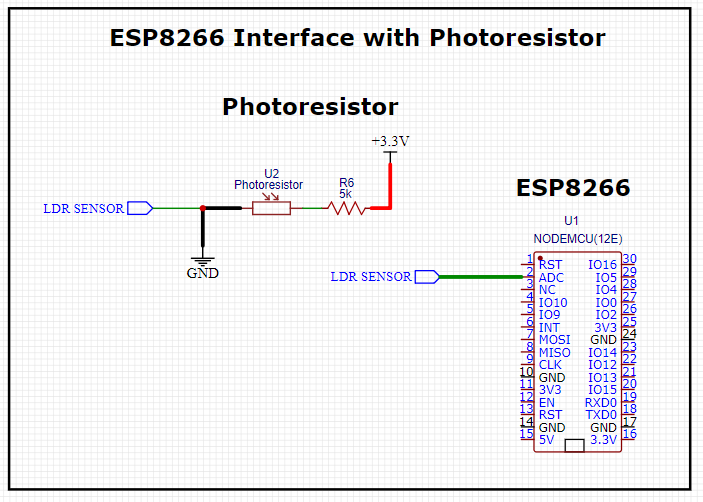 ESP8266 Interface with Photoresistor
Photoresistor
+3.3V
U2
Photoresistor
R6
5K
LDR SENSOR
GND
ESP8266
U1
NODEMCU(12E)
LDR SENSOR
1 RST IO16 30
2 ADC IO5 29
3 NC IO4 28
4 IO10 IO0 27
5 IO9 IO2 26
6 INT 3V3 25
7 MOSI GND 24
8 MISO IO14 23
9 CLK IO12 22
10 GND IO13 21
11 3V3 IO15 20
12 EN RXD0 19
13 RST TXD0 18
14 GND GND 17
15 5V 3.3V 16